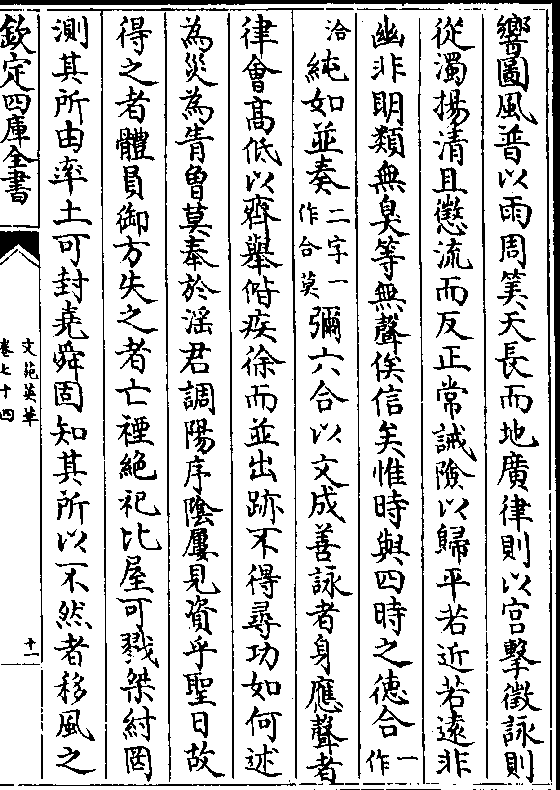 響圖風普以雨周筭天長而地廣律則以宫擊徵詠則
從濁揚清且懲流而反正常誡險以歸平若近若遠非
幽非明類無臭等無聲俟信矣惟時與四時之徳合一作
洽純如並奏二字一作合莫彌六合以文成善詠者身應聲者
律會高低以齊舉偕疾徐而並出跡不得尋功如何述
為災為眚曽莫奉於滛君調陽序陰屢見資乎聖日故
得之者體員御方失之者亡禋絶祀比屋可戮桀紂罔
測其所由率土可封堯舜固知其所以不然者移風之
欽定四庫全書
文苑英華
卷七十四
十一